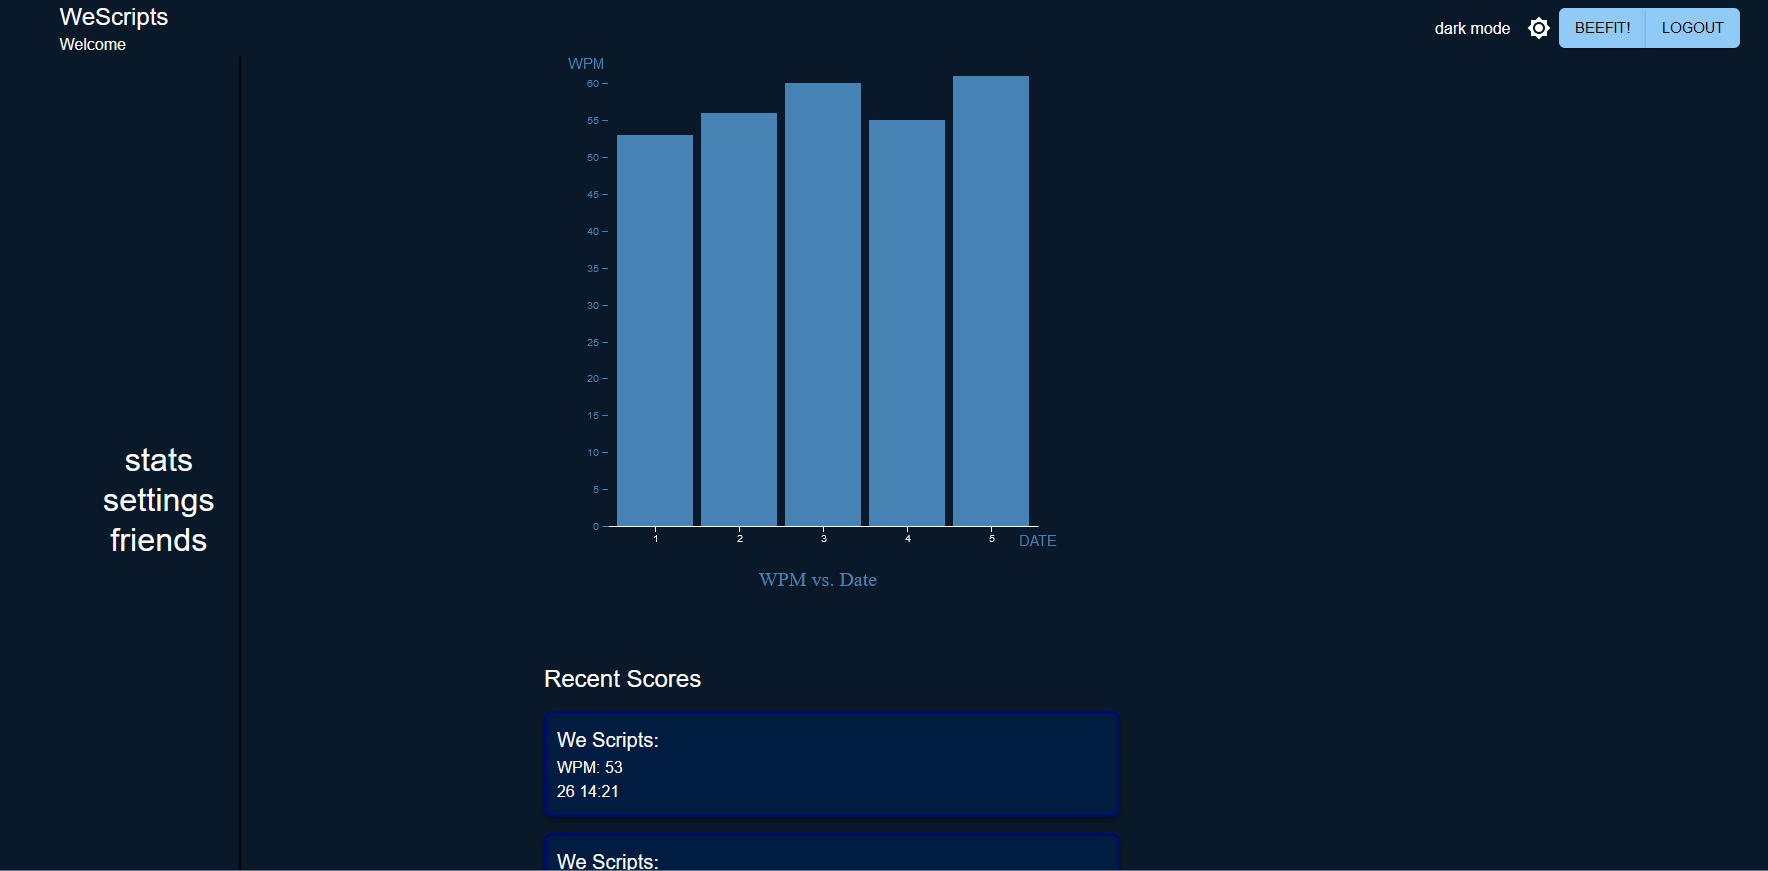 WeScripts
Welcome
dark mode
BEEFIT!
LOGOUT
WPM
60
55
50
45
40
35
30
25
20
15
10
5
0
1 2 3 4 5
DATE
WPM vs. Date
stats
settings
friends
Recent Scores
We Scripts:
WPM: 53
26 14:21
We Scripts: